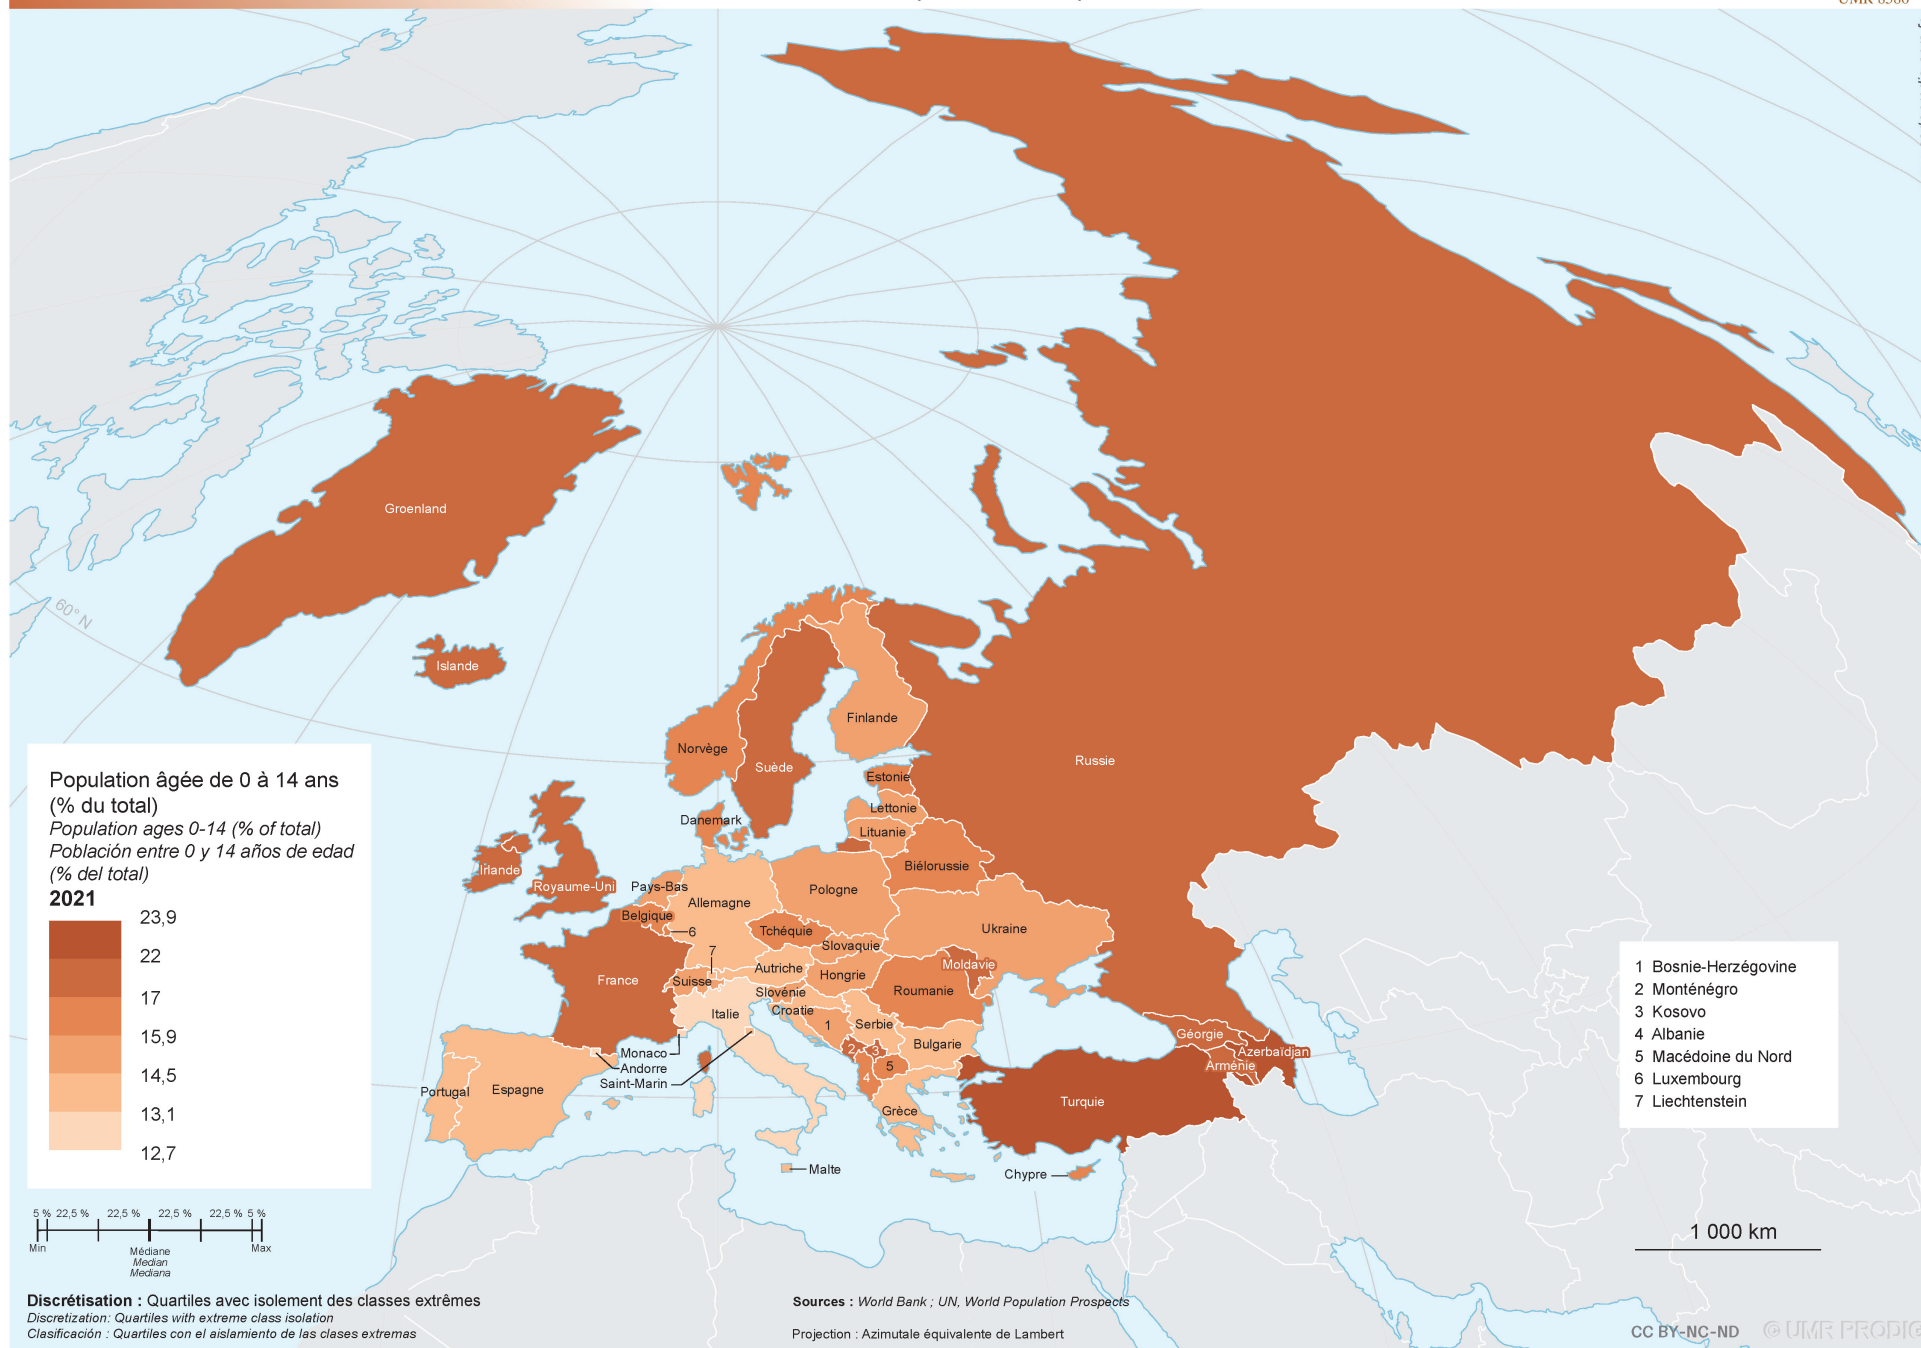 UMR 8586
60° N
Groenland
Islande
Norvège
Suède
Finlande
Russie
Estonie
Lettonie
Lituanie
Danemark
Biélorussie
Irlande
Royaume-Uni
Pays-Bas
Allemagne
Pologne
Belgique
6
Tchéquie
Ukraine
Slovaquie
7
Moldavie
France
Suisse
Autriche
Hongrie
Roumanie
Slovénie
Croatie
Italie
1
Serbie
Bulgarie
2
3
4
5
Géorgie
Azerbaïdjan
Arménie
Monaco
Andorre
Saint-Marin
Portugal
Espagne
Grèce
Turquie
Malte
Chypre
Population âgée de 0 à 14 ans
(% du total)
Population ages 0-14 (% of total)
Población entre 0 y 14 años de edad
(% del total)
2021
23,9
22
17
15,9
14,5
13,1
12,7
5 % 22,5 % 22,5 % 22,5 % 22,5 % 5 %
Min
Max
Médiane
Median
Mediana
1 Bosnie-Herzégovine
2 Monténégro
3 Kosovo
4 Albanie
5 Macédoine du Nord
6 Luxembourg
7 Liechtenstein
1 000 km
Discrétisation : Quartiles avec isolement des classes extrêmes
Discretization: Quartiles with extreme class isolation
Clasificación : Quartiles con el aislamiento de las clases extremas
Sources : World Bank ; UN, World Population Prospects
Projection : Azimutale équivalente de Lambert
CC BY-NC-ND © UMR PRODIG